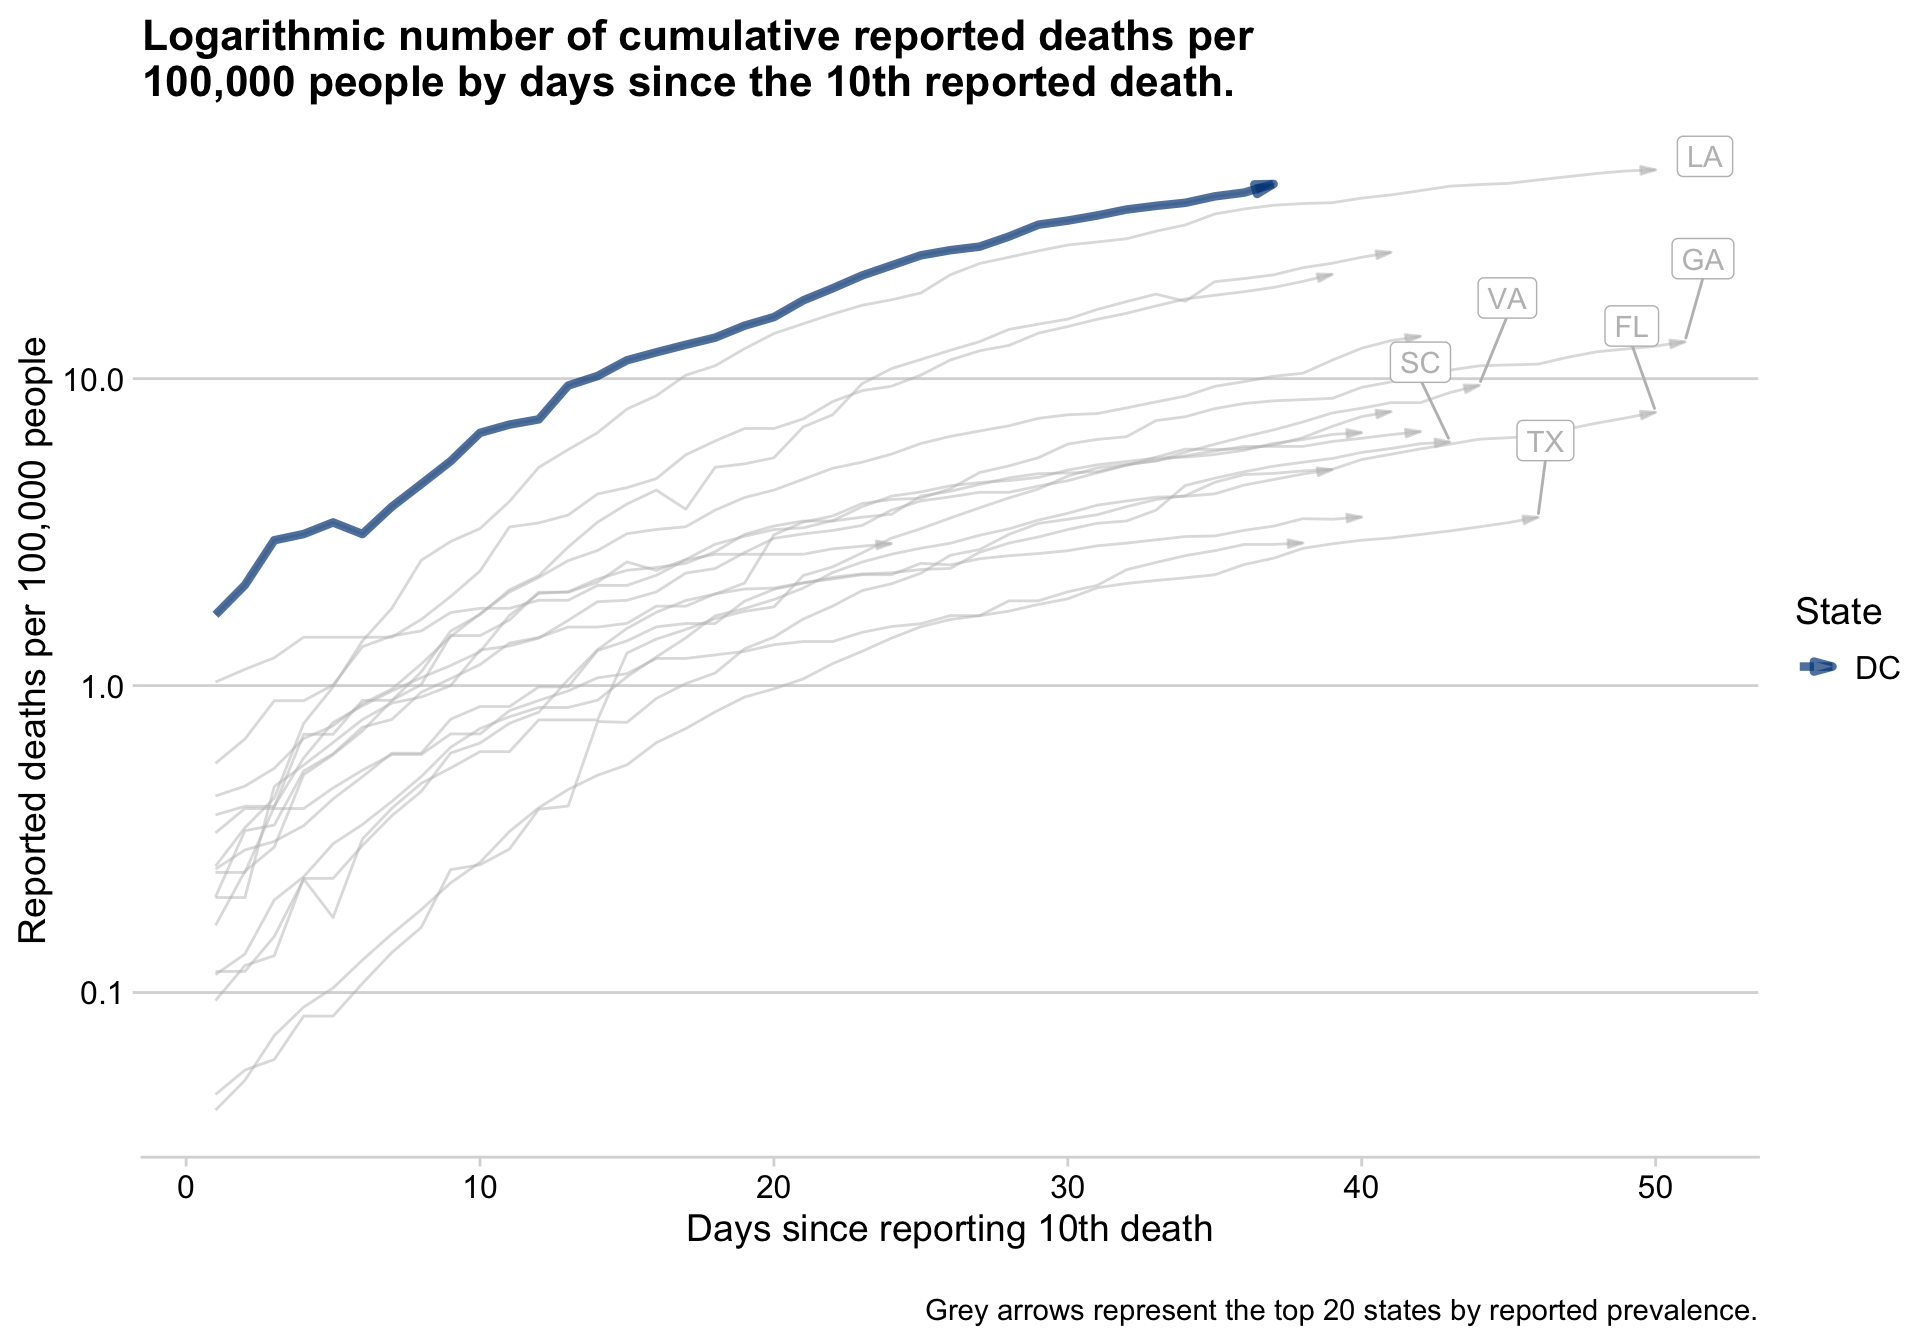 Logarithmic number of cumulative reported deaths per
100,000 people by days since the 10th reported death.
Reported deaths per 100,000 people
10.0
1.0
0.1
LA
GA
VA
FL
SC
TX
State
DC
0
10
20
30
40
50
Days since reporting 10th death
Grey arrows represent the top 20 states by reported prevalence.